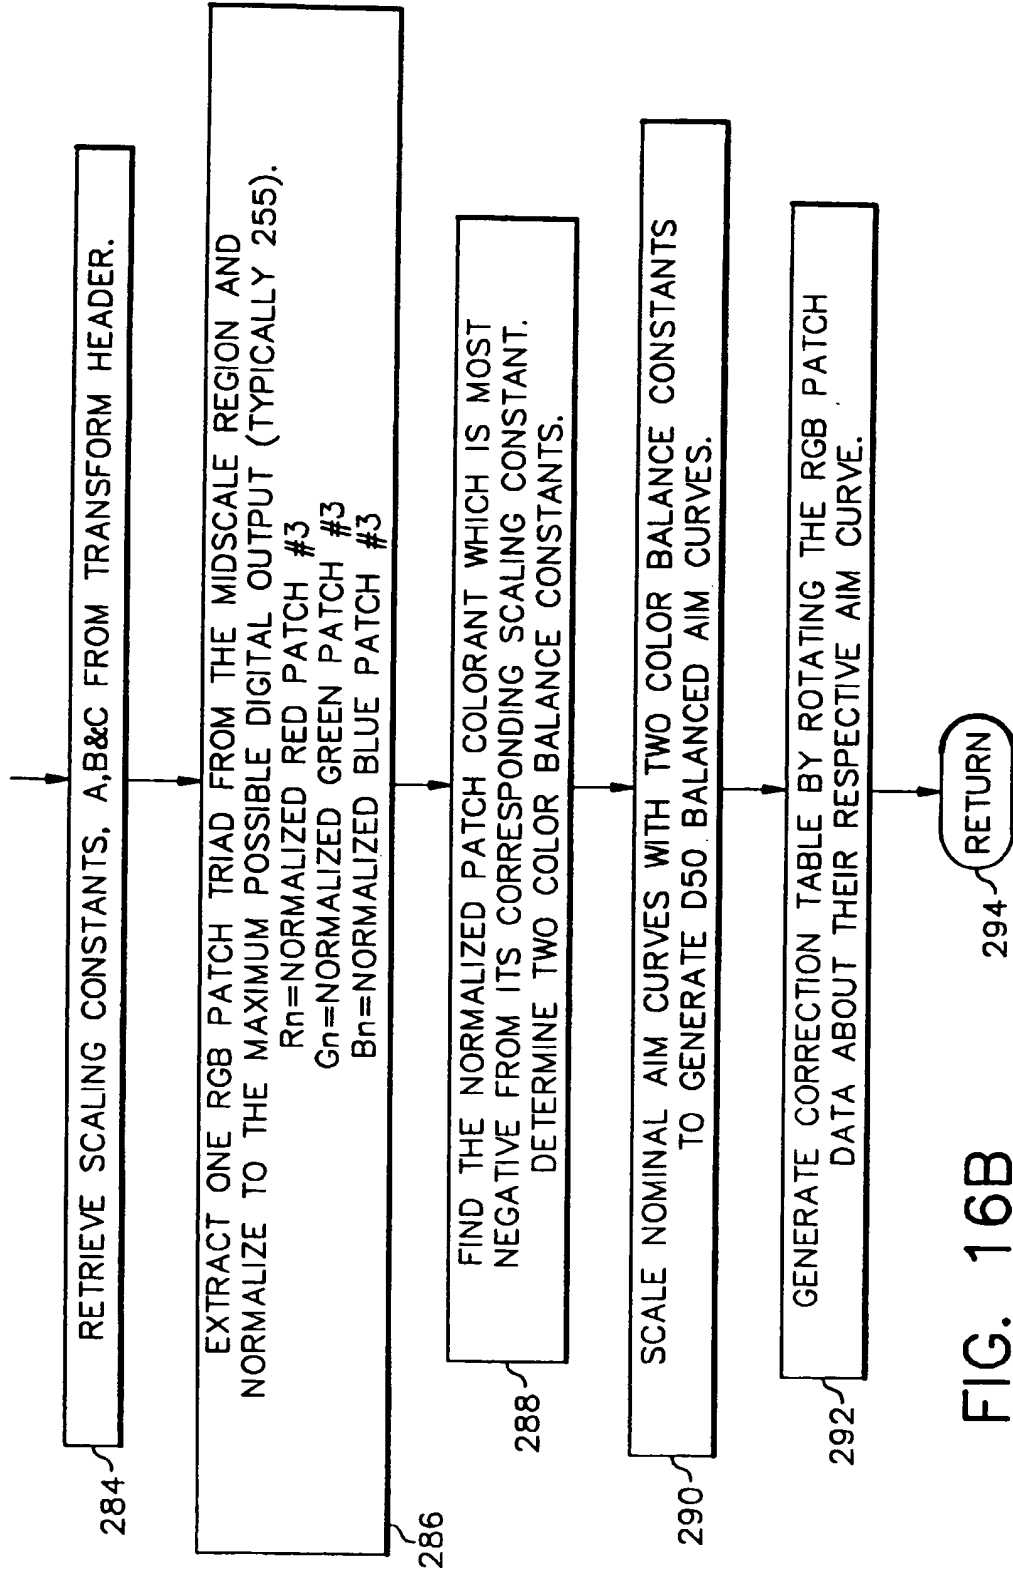 RETRIEVE SCALING CONSTANTS, A,B&C FROM TRANSFORM HEADER.
284
EXTRACT ONE RGB PATCH TRIAD FROM THE MIDSCALE REGION AND
NORMALIZE TO THE MAXIMUM POSSIBLE DIGITAL OUTPUT (TYPICALLY 255).
Rn=NORMALIZED RED PATCH #3
Gn=NORMALIZED GREEN PATCH #3
Bn=NORMALIZED BLUE PATCH #3
286
FIND THE NORMALIZED PATCH COLORANT WHICH IS MOST
NEGATIVE FROM ITS CORRESPONDING SCALING CONSTANT.
DETERMINE TWO COLOR BALANCE CONSTANTS.
288
SCALE NOMINAL AIM CURVES WITH TWO COLOR BALANCE CONSTANTS
TO GENERATE D50 BALANCED AIM CURVES.
290
GENERATE CORRECTION TABLE BY ROTATING THE RGB PATCH
DATA ABOUT THEIR RESPECTIVE AIM CURVE.
292
RETURN
294
FIG. 16B